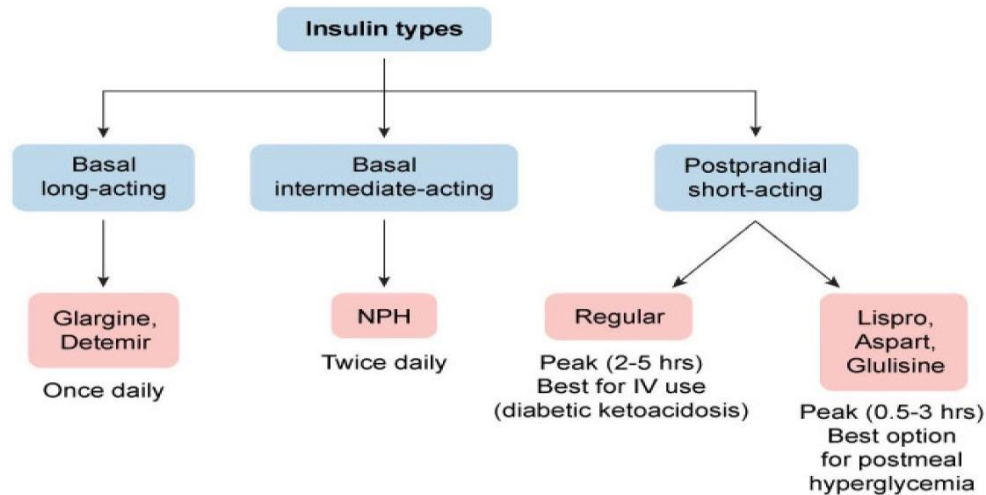 Insulin types
Basal
long-acting
Basal
intermediate-acting
Postprandial
short-acting
Glargine,
Detemir
Once daily
NPH
Twice daily
Regular
Peak (2-5 hrs)
Best for IV use
(diabetic ketoacidosis)
Lispro,
Aspart,
Glulisine
Peak (0.5-3 hrs)
Best option
for postmeal
hyperglycemia